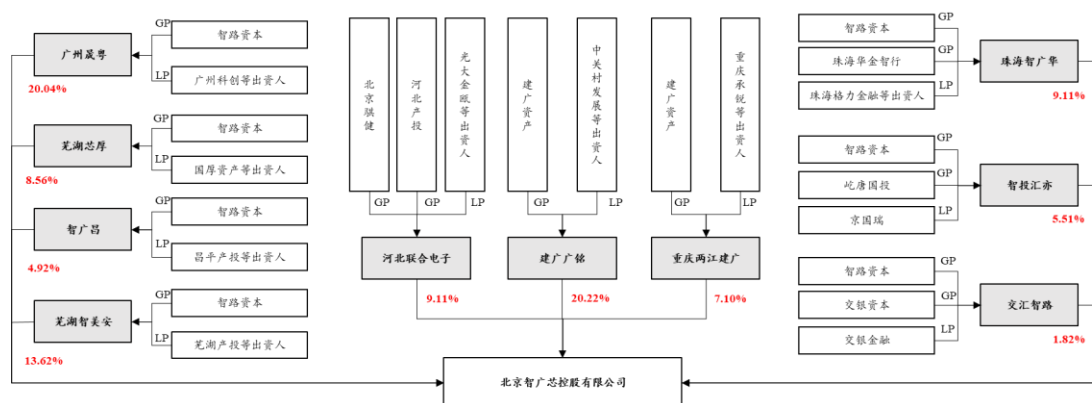 GP
智路资本
广州晟粤
LP
广州科创等出资人
20.04%
GP
智路资本
芜湖芯厚
LP
国厚资产等出资人
8.56%
GP
智路资本
智广昌
LP
昌平产投等出资人
4.92%
GP
智路资本
芜湖智美安
LP
芜湖产投等出资人
13.62%
北京骐健
河北产投
光大金瓯等出资人
GP
GP
LP
河北联合电子
9.11%
建广资产
中关村发展等出资人
GP
LP
建广广铭
20.22%
建广资产
重庆承锐等出资人
GP
LP
重庆两江建广
7.10%
智路资本
GP
珠海华金智行
GP
珠海格力金融等出资人
LP
珠海智广华
9.11%
智路资本
GP
屹唐国投
GP
京国瑞
LP
智投汇亦
5.51%
智路资本
GP
交银资本
GP
交银金融
LP
交汇智路
1.82%
北京智广芯控股有限公司